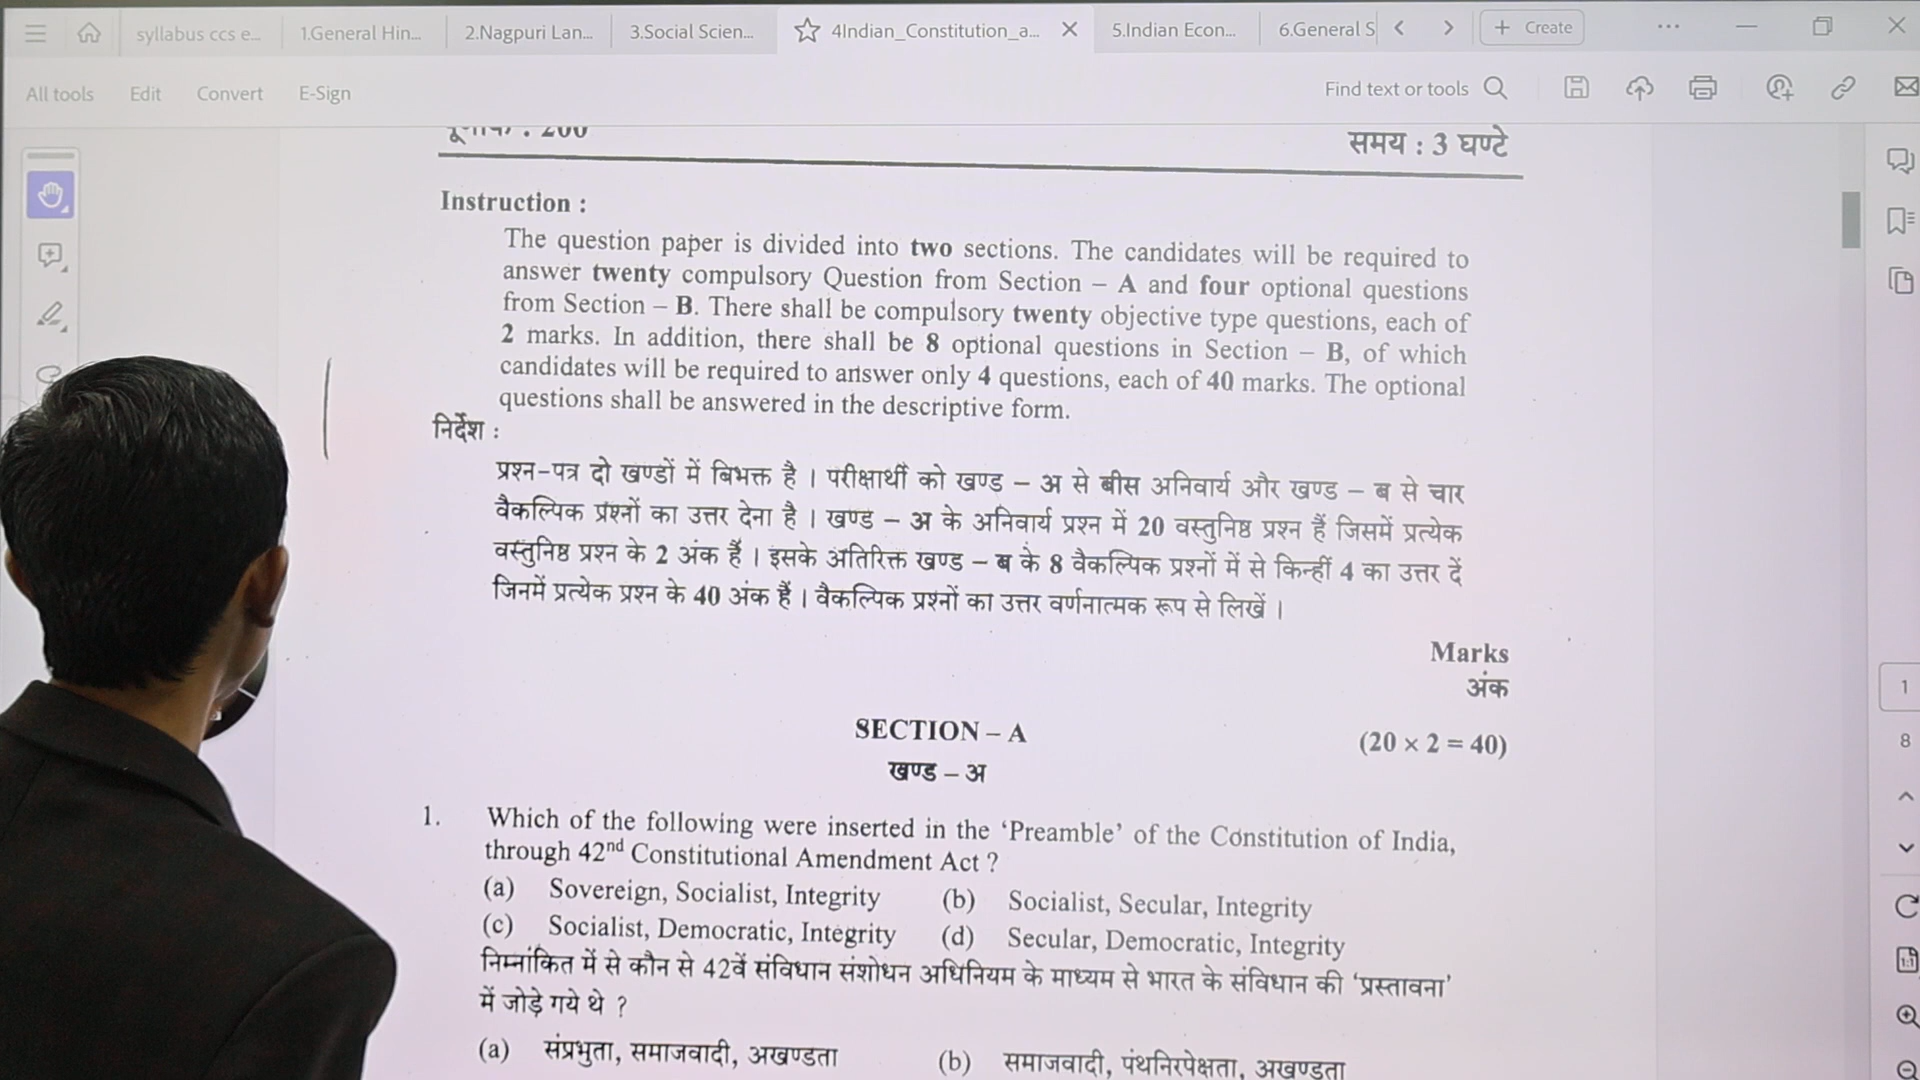 syllabus ccs e...
1.General Hin...
2.Nagpuri Lan...
3.Social Scien...
4Indian_Constitution_a...
5.Indian Econ...
6.General S
Create
All tools Edit Convert E-Sign
Find text or tools
: 200
समय : 3 घण्टे
Instruction :
The question paper is divided into two sections. The candidates will be required to
answer twenty compulsory Question from Section – A and four optional questions
from Section – B. There shall be compulsory twenty objective type questions, each of
2 marks. In addition, there shall be 8 optional questions in Section – B, of which
candidates will be required to answer only 4 questions, each of 40 marks. The optional
questions shall be answered in the descriptive form.
निर्देश :
प्रश्न-पत्र दो खण्डों में बिभक्त है । परीक्षार्थी को खण्ड – अ से बीस अनिवार्य और खण्ड – ब से चार
वैकल्पिक प्रश्नों का उत्तर देना है । खण्ड – अ के अनिवार्य प्रश्न में 20 वस्तुनिष्ठ प्रश्न हैं जिसमें प्रत्येक
वस्तुनिष्ठ प्रश्न के 2 अंक हैं । इसके अतिरिक्त खण्ड – ब के 8 वैकल्पिक प्रश्नों में से किन्हीं 4 का उत्तर दें
जिनमें प्रत्येक प्रश्न के 40 अंक हैं । वैकल्पिक प्रश्नों का उत्तर वर्णनात्मक रूप से लिखें ।
Marks
अंक
SECTION – A
(20 × 2 = 40)
खण्ड – अ
1. Which of the following were inserted in the ‘Preamble’ of the Constitution of India,
through 42nd Constitutional Amendment Act ?
(a) Sovereign, Socialist, Integrity (b) Socialist, Secular, Integrity
(c) Socialist, Democratic, Integrity (d) Secular, Democratic, Integrity
निम्नांकित में से कौन से 42वें संविधान संशोधन अधिनियम के माध्यम से भारत के संविधान की ‘प्रस्तावना’
में जोड़े गये थे ?
(a) संप्रभुता, समाजवादी, अखण्डता (b) समाजवादी, पंथनिरपेक्षता, अखण्डता
1
8
1:1